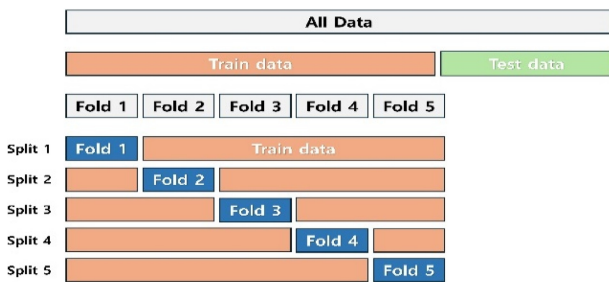 All Data
Train data Test data
Fold 1 Fold 2 Fold 3 Fold 4 Fold 5
Split 1 Fold 1 Train data
Split 2 Fold 2
Split 3 Fold 3
Split 4 Fold 4
Split 5 Fold 5